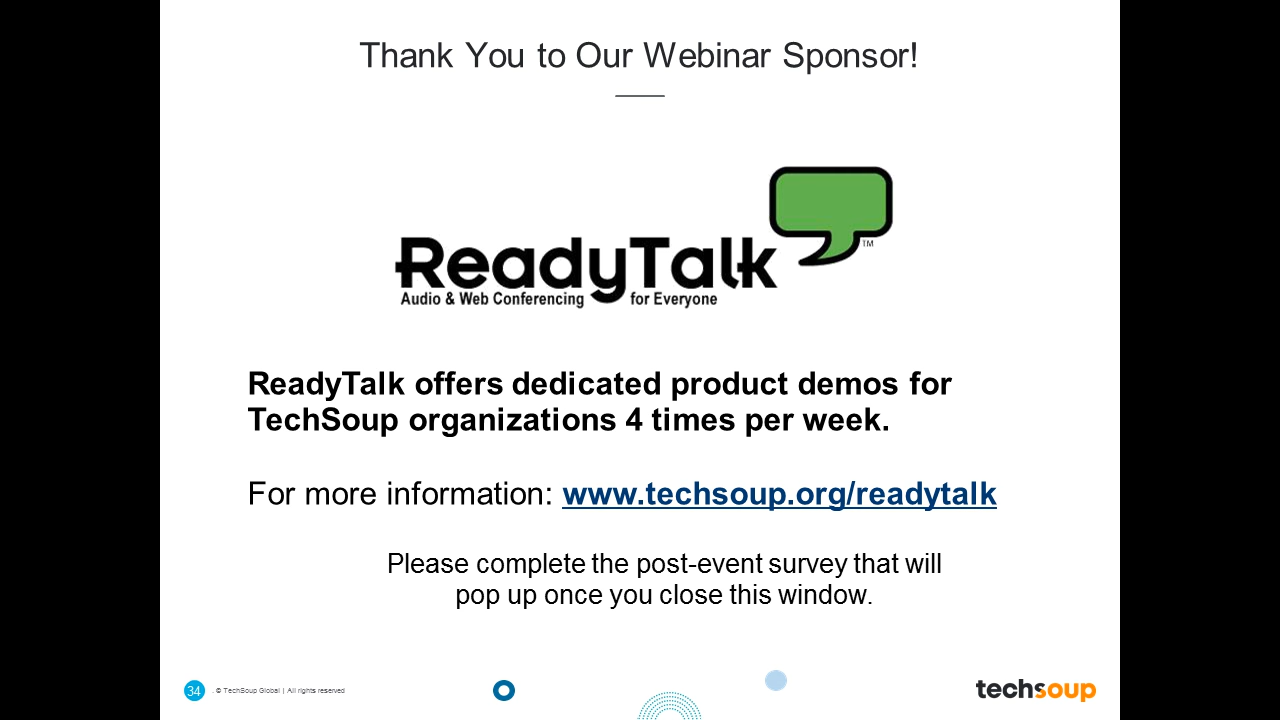 Thank You to Our Webinar Sponsor!
ReadyTalk
TM
Audio & Web Conferencing for Everyone
ReadyTalk offers dedicated product demos for
TechSoup organizations 4 times per week.
For more information: www.techsoup.org/readytalk
Please complete the post-event survey that will
pop up once you close this window.
34 . © TechSoup Global | All rights reserved
techsoup